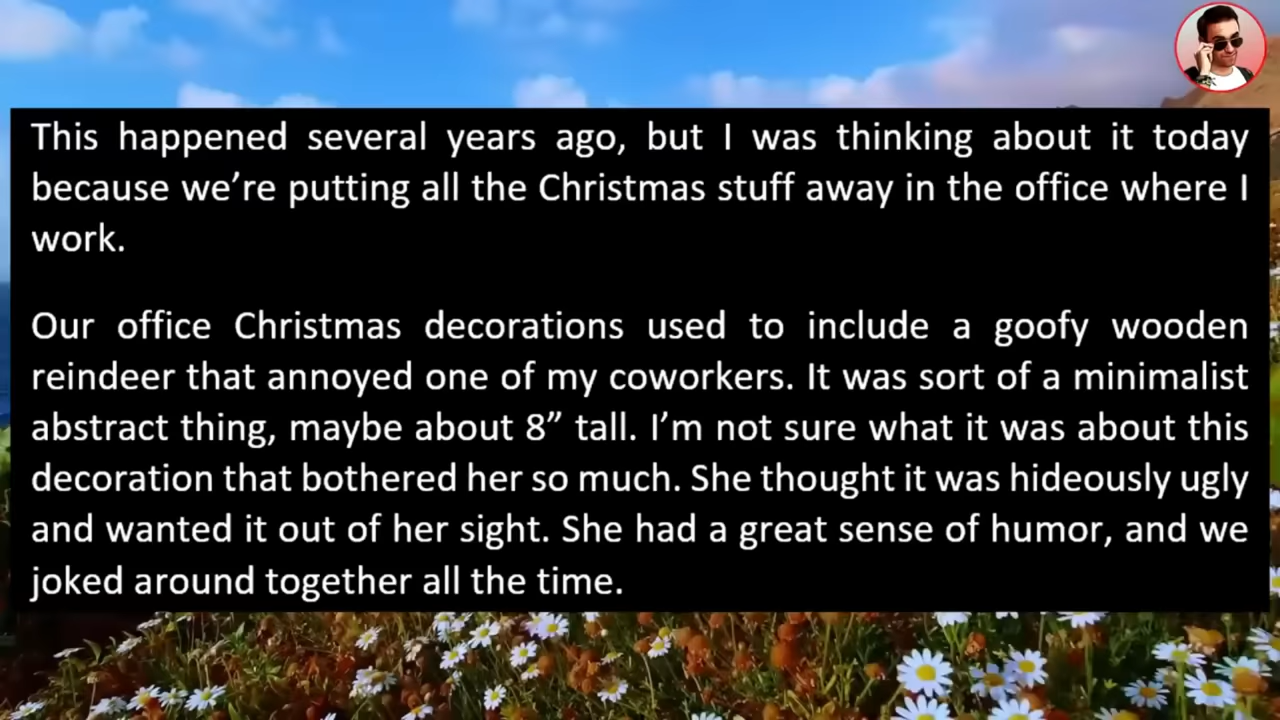 This happened several years ago, but I was thinking about it today
because we’re putting all the Christmas stuff away in the office where I
work.
Our office Christmas decorations used to include a goofy wooden
reindeer that annoyed one of my coworkers. It was sort of a minimalist
abstract thing, maybe about 8” tall. I’m not sure what it was about this
decoration that bothered her so much. She thought it was hideously ugly
and wanted it out of her sight. She had a great sense of humor, and we
joked around together all the time.